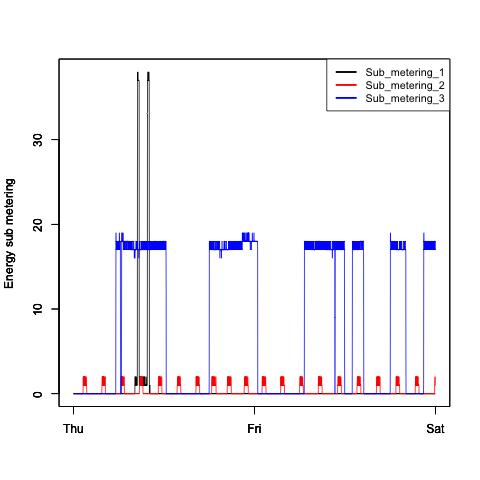 Sub_metering_1
Sub_metering_2
Sub_metering_3
Energy sub metering
30
20
10
0
Thu Fri Sat